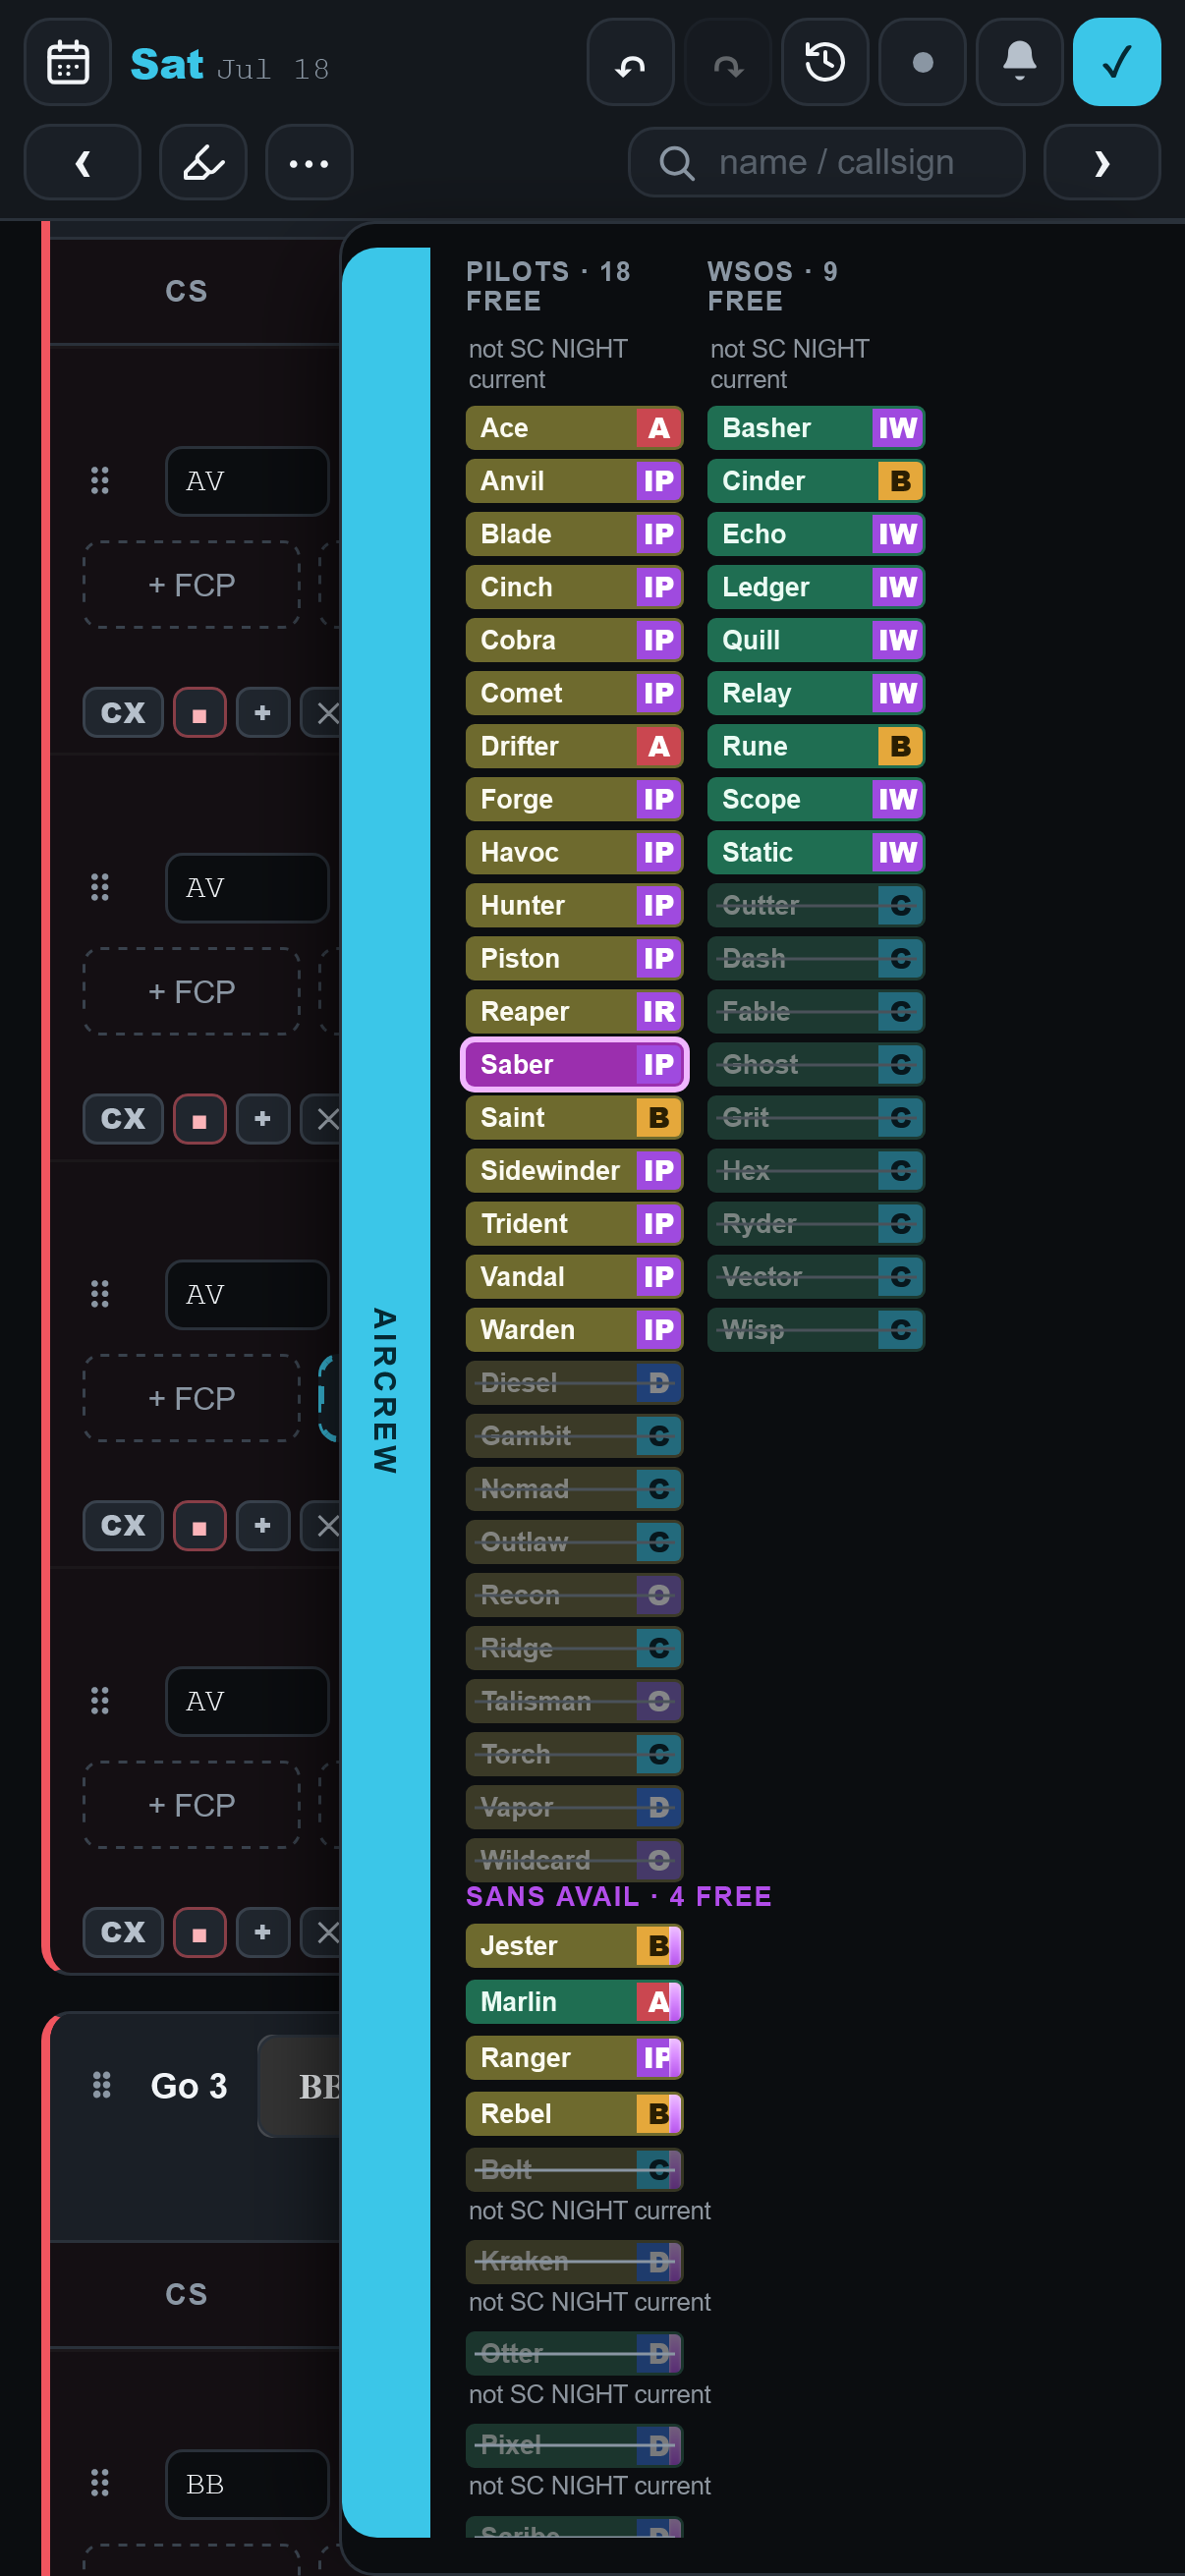 Sat Jul 18
name / callsign
CS
AV
+ FCP
CX
+
AV
+ FCP
CX
+
AV
+ FCP
CX
+
AV
+ FCP
CX
+
Go 3
CS
BB
AIRCREW
PILOTS · 18
FREE
not SC NIGHT
current
Ace A
Anvil IP
Blade IP
Cinch IP
Cobra IP
Comet IP
Drifter A
Forge IP
Havoc IP
Hunter IP
Piston IP
Reaper IR
Saber IP
Saint B
Sidewinder IP
Trident IP
Vandal IP
Warden IP
Diesel D
Gambit C
Nomad C
Outlaw C
Recon O
Ridge C
Talisman O
Torch C
Vapor D
Wildcard O
WSOS · 9
FREE
not SC NIGHT
current
Basher IW
Cinder B
Echo IW
Ledger IW
Quill IW
Relay IW
Rune B
Scope IW
Static IW
Cutter C
Dash C
Fable C
Ghost C
Grit C
Hex C
Ryder C
Vector C
Wisp C
SANS AVAIL · 4 FREE
Jester B
Marlin A
Ranger IP
Rebel B
Bolt C
not SC NIGHT current
Kraken D
not SC NIGHT current
Otter D
not SC NIGHT current
Pixel D
not SC NIGHT current
Scribe D